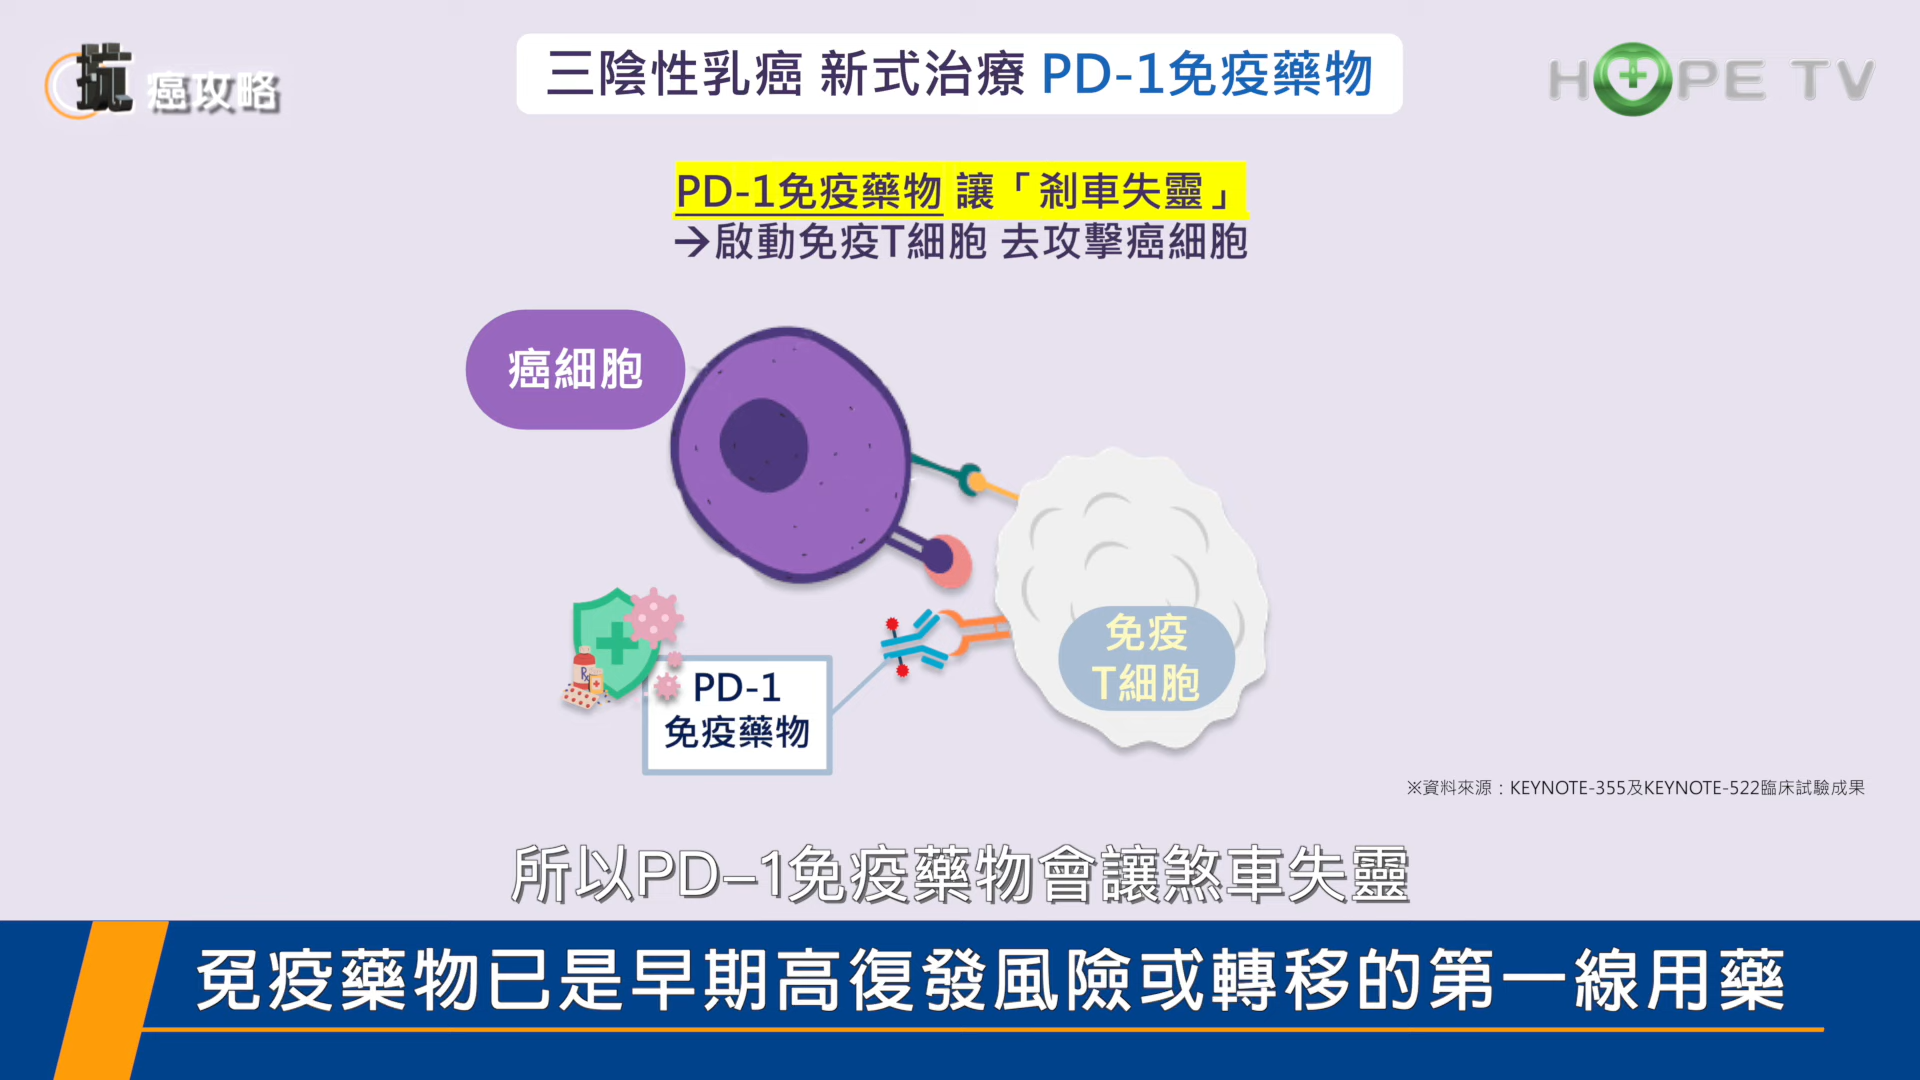 抗癌攻略
三陰性乳癌 新式治療 PD-1免疫藥物
HOPE TV
PD-1免疫藥物 讓「剎車失靈」
→啟動免疫T細胞 去攻擊癌細胞
癌細胞
免疫
T細胞
PD-1
免疫藥物
※資料來源：KEYNOTE-355及KEYNOTE-522臨床試驗成果
所以PD-1免疫藥物會讓煞車失靈
免疫藥物已是早期高復發風險或轉移的第一線用藥